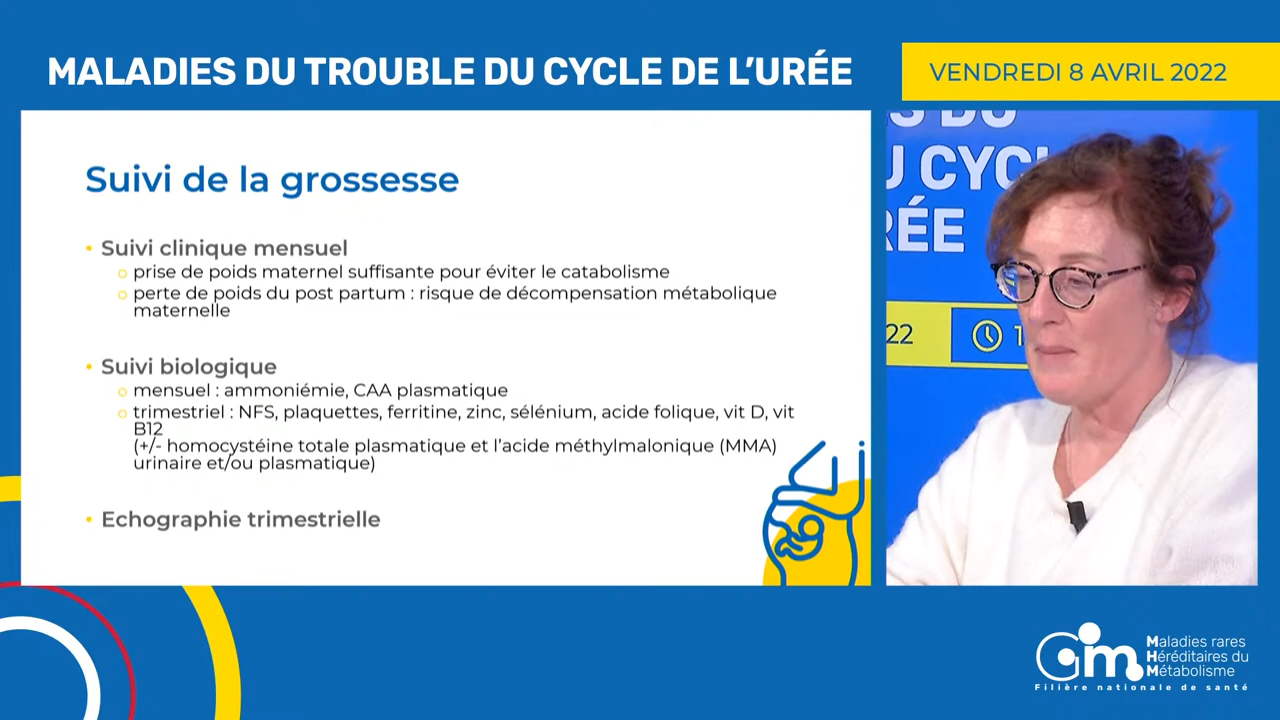 MALADIES DU TROUBLE DU CYCLE DE L'URÉE
VENDREDI 8 AVRIL 2022
Suivi de la grossesse
• Suivi clinique mensuel
o prise de poids maternel suffisante pour éviter le catabolisme
o perte de poids du post partum : risque de décompensation métabolique
maternelle
• Suivi biologique
o mensuel : ammoniémie, CAA plasmatique
o trimestriel : NFS, plaquettes, ferritine, zinc, sélénium, acide folique, vit D, vit
B12
(+/- homocystéine totale plasmatique et l'acide méthylmalonique (MMA)
urinaire et/ou plasmatique)
• Echographie trimestrielle
DU
U CYCL
RÉE
22
1
Maladies rares
Héréditaires du
Métabolisme
Filière nationale de santé